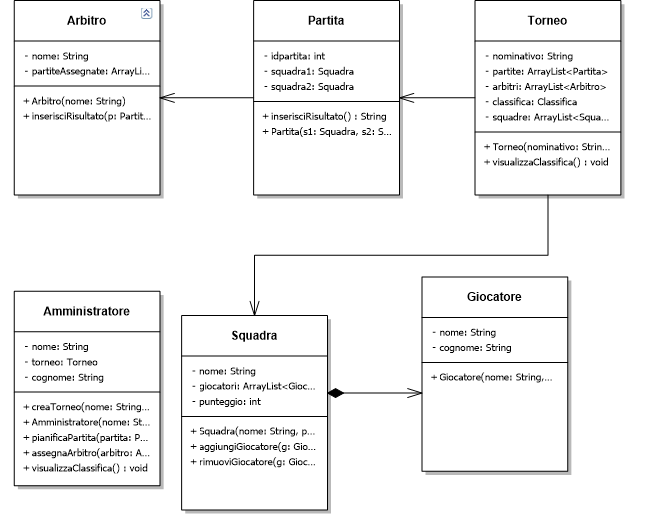 Arbitro
- nome: String
- partiteAssegnate: ArrayLi...
+ Arbitro(nome: String)
+ inserisciRisultato(p: Partit...
Partita
- idpartita: int
- squadra1: Squadra
- squadra2: Squadra
+ inserisciRisultato() : String
+ Partita(s1: Squadra, s2: S...
Torneo
- nominativo: String
- partite: ArrayList<Partita>
- arbitri: ArrayList<Arbitro>
- classifica: Classifica
- squadre: ArrayList<Squa...
+ Torneo(nominativo: Strin...
+ visualizzaClassifica() : void
Amministratore
- nome: String
- torneo: Torneo
- cognome: String
+ creaTorneo(nome: String...
+ Amministratore(nome: St...
+ pianificaPartita(partita: P...
+ assegnaArbitro(arbitro: A...
+ visualizzaClassifica() : void
Squadra
- nome: String
- giocatori: ArrayList<Gioc...
- punteggio: int
+ Squadra(nome: String, p...
+ aggiungiGiocatore(g: Gio...
+ rimuoviGiocatore(g: Gioc...
Giocatore
- nome: String
- cognome: String
+ Giocatore(nome: String,...